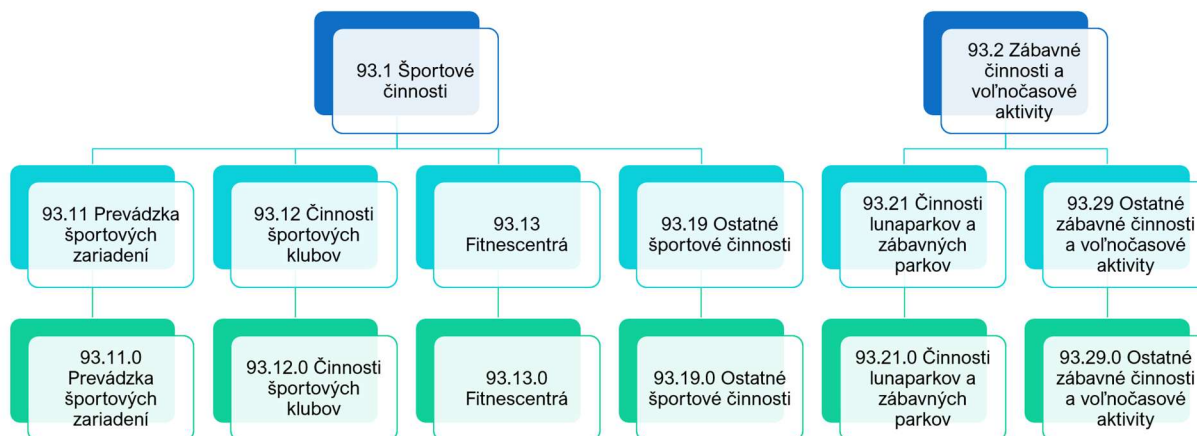 93.1 Športové
činnosti
93.2 Zábavné
činnosti a
voľnočasové
aktivity
93.11 Prevádzka
športových
zariadení
93.12 Činnosti
športových
klubov
93.13
Fitnescentrá
93.19 Ostatné
športové činnosti
93.21 Činnosti
lunaparkov a
zábavných
parkov
93.29 Ostatné
zábavné činnosti
a voľnočasové
aktivity
93.11.0
Prevádzka
športových
zariadení
93.12.0 Činnosti
športových
klubov
93.13.0
Fitnescentrá
93.19.0 Ostatné
športové činnosti
93.21.0 Činnosti
lunaparkov a
zábavných
parkov
93.29.0 Ostatné
zábavné činnosti
a voľnočasové
aktivity